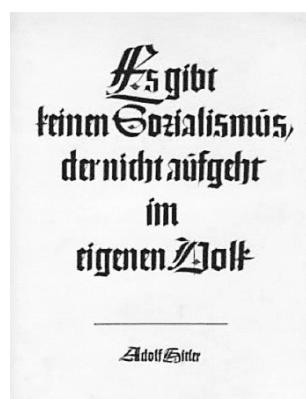 Es gibt
keinen Sozialismus,
der nicht aufgeht
im
eigenen Volk
Adolf Hitler